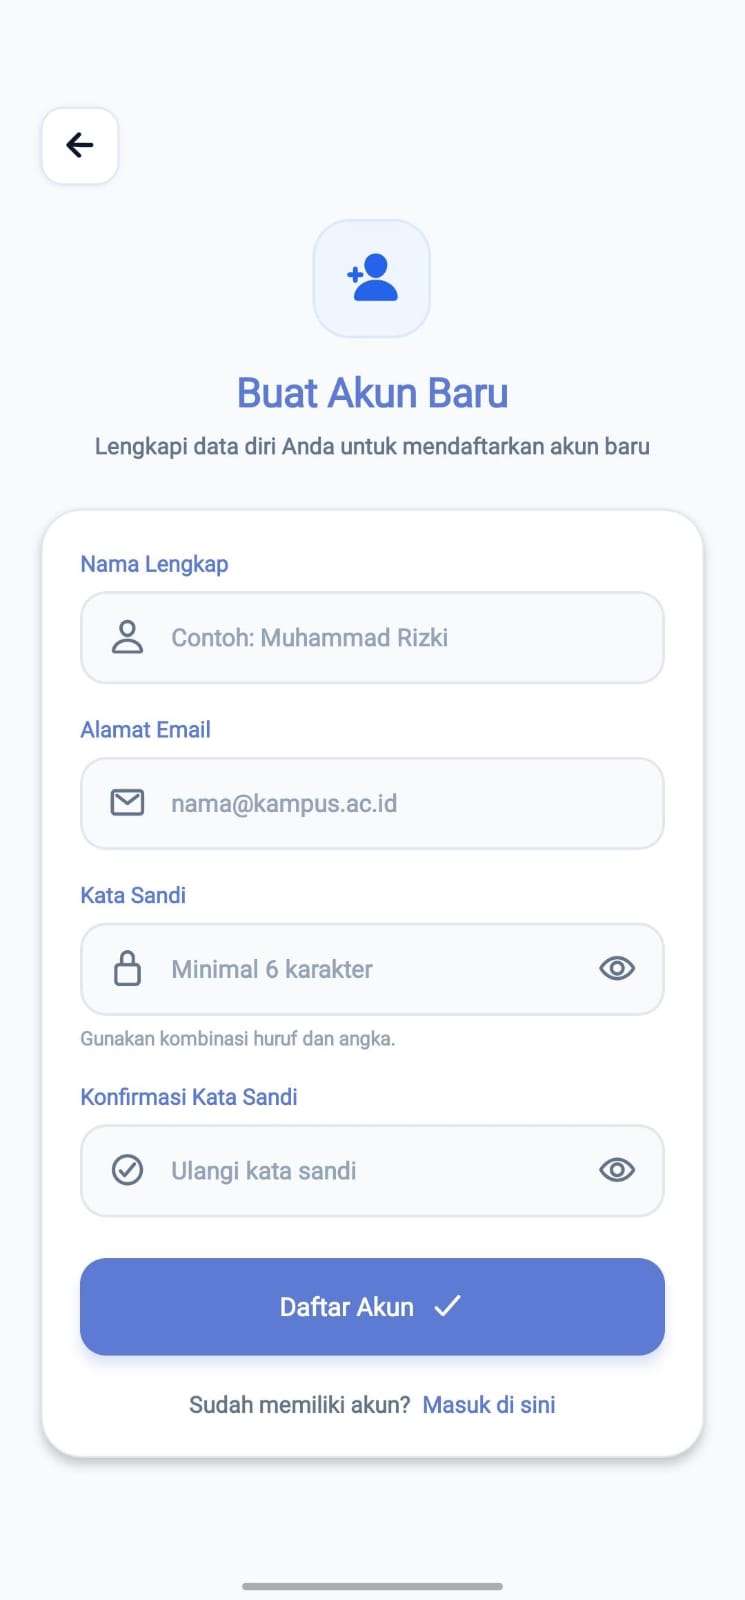 Buat Akun Baru
Lengkapi data diri Anda untuk mendaftarkan akun baru
Nama Lengkap
Contoh: Muhammad Rizki
Alamat Email
nama@kampus.ac.id
Kata Sandi
Minimal 6 karakter
Gunakan kombinasi huruf dan angka.
Konfirmasi Kata Sandi
Ulangi kata sandi
Daftar Akun
Sudah memiliki akun? Masuk di sini